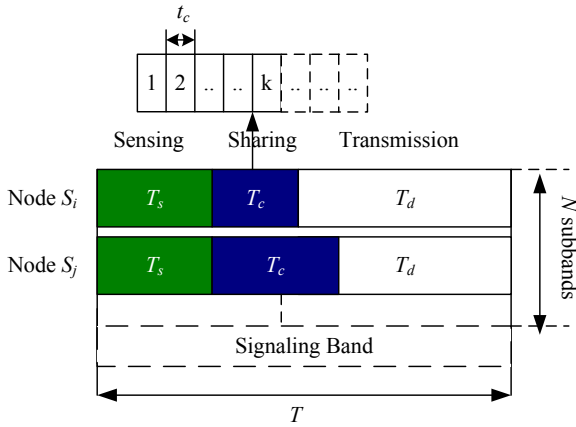 t_c
1 2 .. .. k .. .. ..
Sensing Sharing Transmission
Node S_i T_s T_c T_d
Node S_j T_s T_c T_d
N subbands
Signaling Band
T